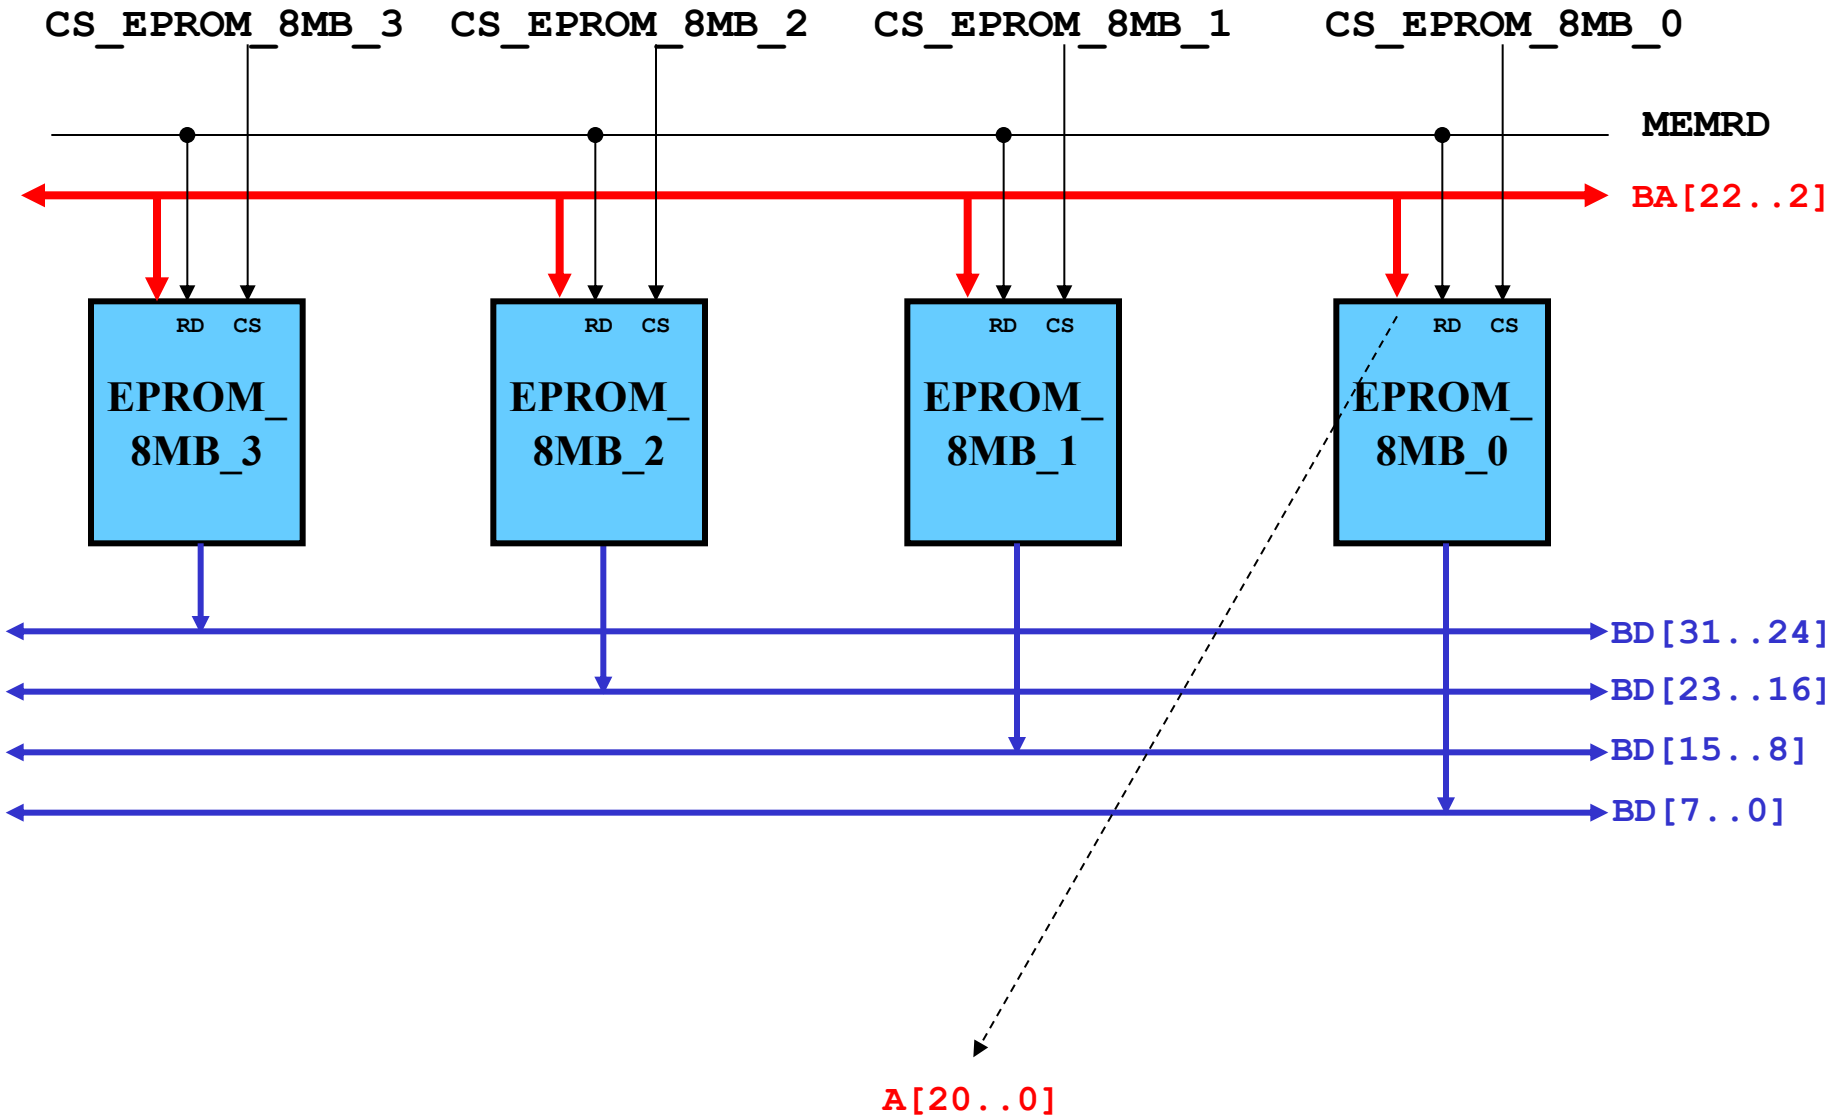 CS_EPROM_8MB_3 CS_EPROM_8MB_2 CS_EPROM_8MB_1 CS_EPROM_8MB_0
MEMRD
BA[22..2]
RD CS RD CS RD CS RD CS
EPROM_
8MB_3
EPROM_
8MB_2
EPROM_
8MB_1
EPROM_
8MB_0
BD[31..24]
BD[23..16]
BD[15..8]
BD[7..0]
A[20..0]